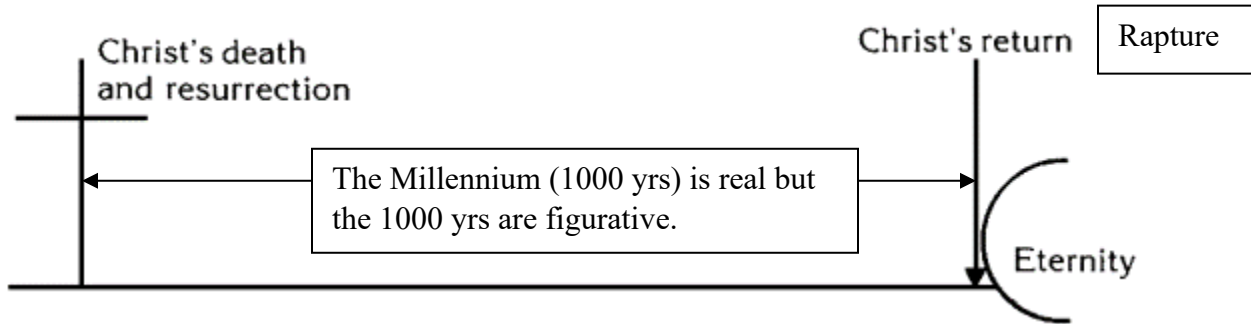 Christ's death
and resurrection
Christ's return
Rapture
The Millennium (1000 yrs) is real but
the 1000 yrs are figurative.
Eternity